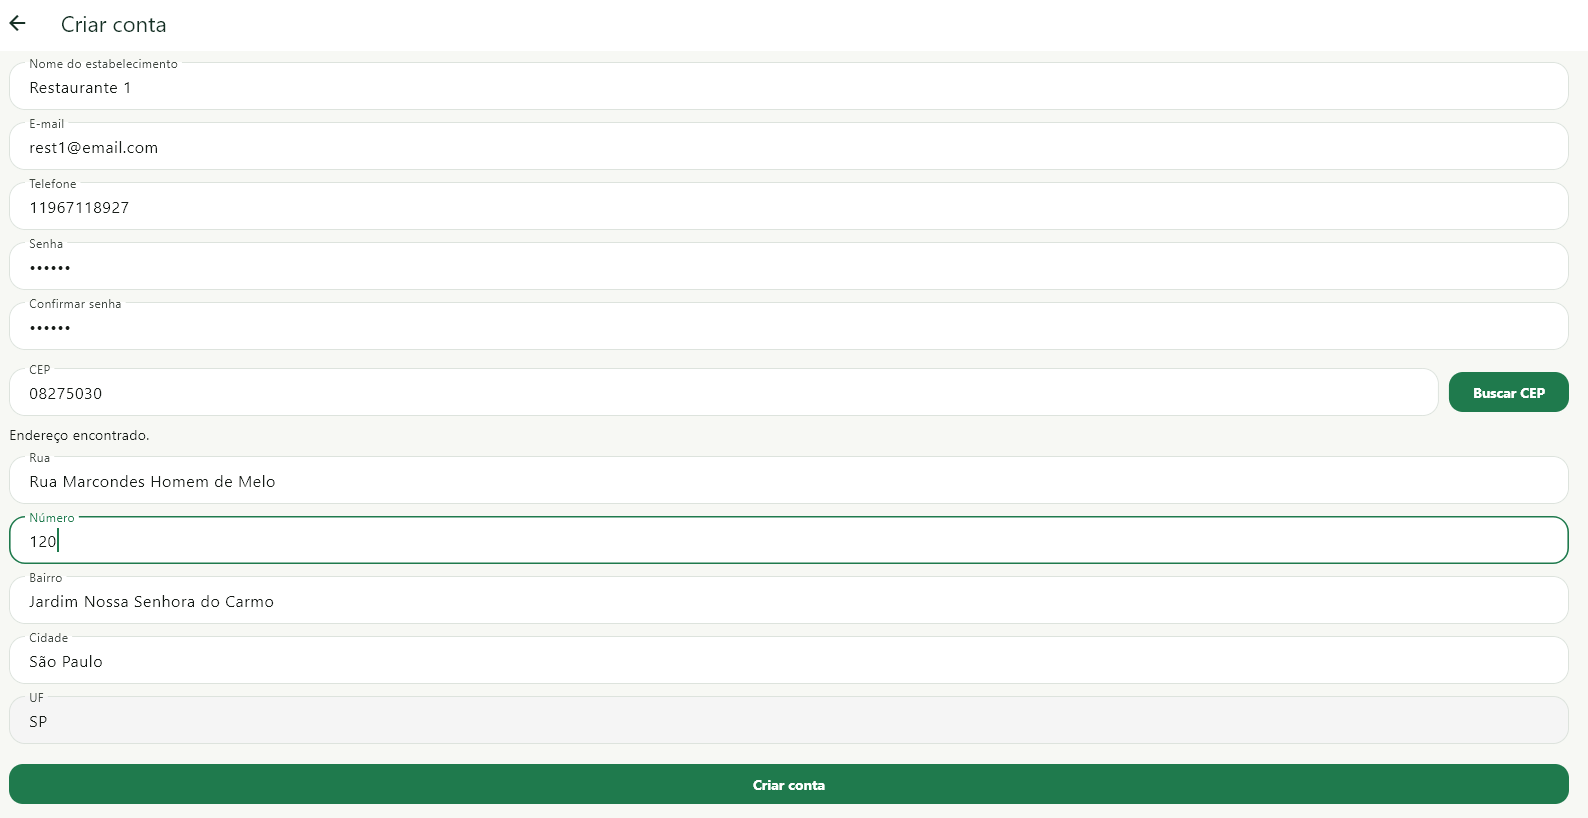 Criar conta
Nome do estabelecimento
Restaurante 1
E-mail
rest1@email.com
Telefone
11967118927
Senha
••••••
Confirmar senha
••••••
CEP
08275030
Buscar CEP
Endereço encontrado.
Rua
Rua Marcondes Homem de Melo
Número
120
Bairro
Jardim Nossa Senhora do Carmo
Cidade
São Paulo
UF
SP
Criar conta